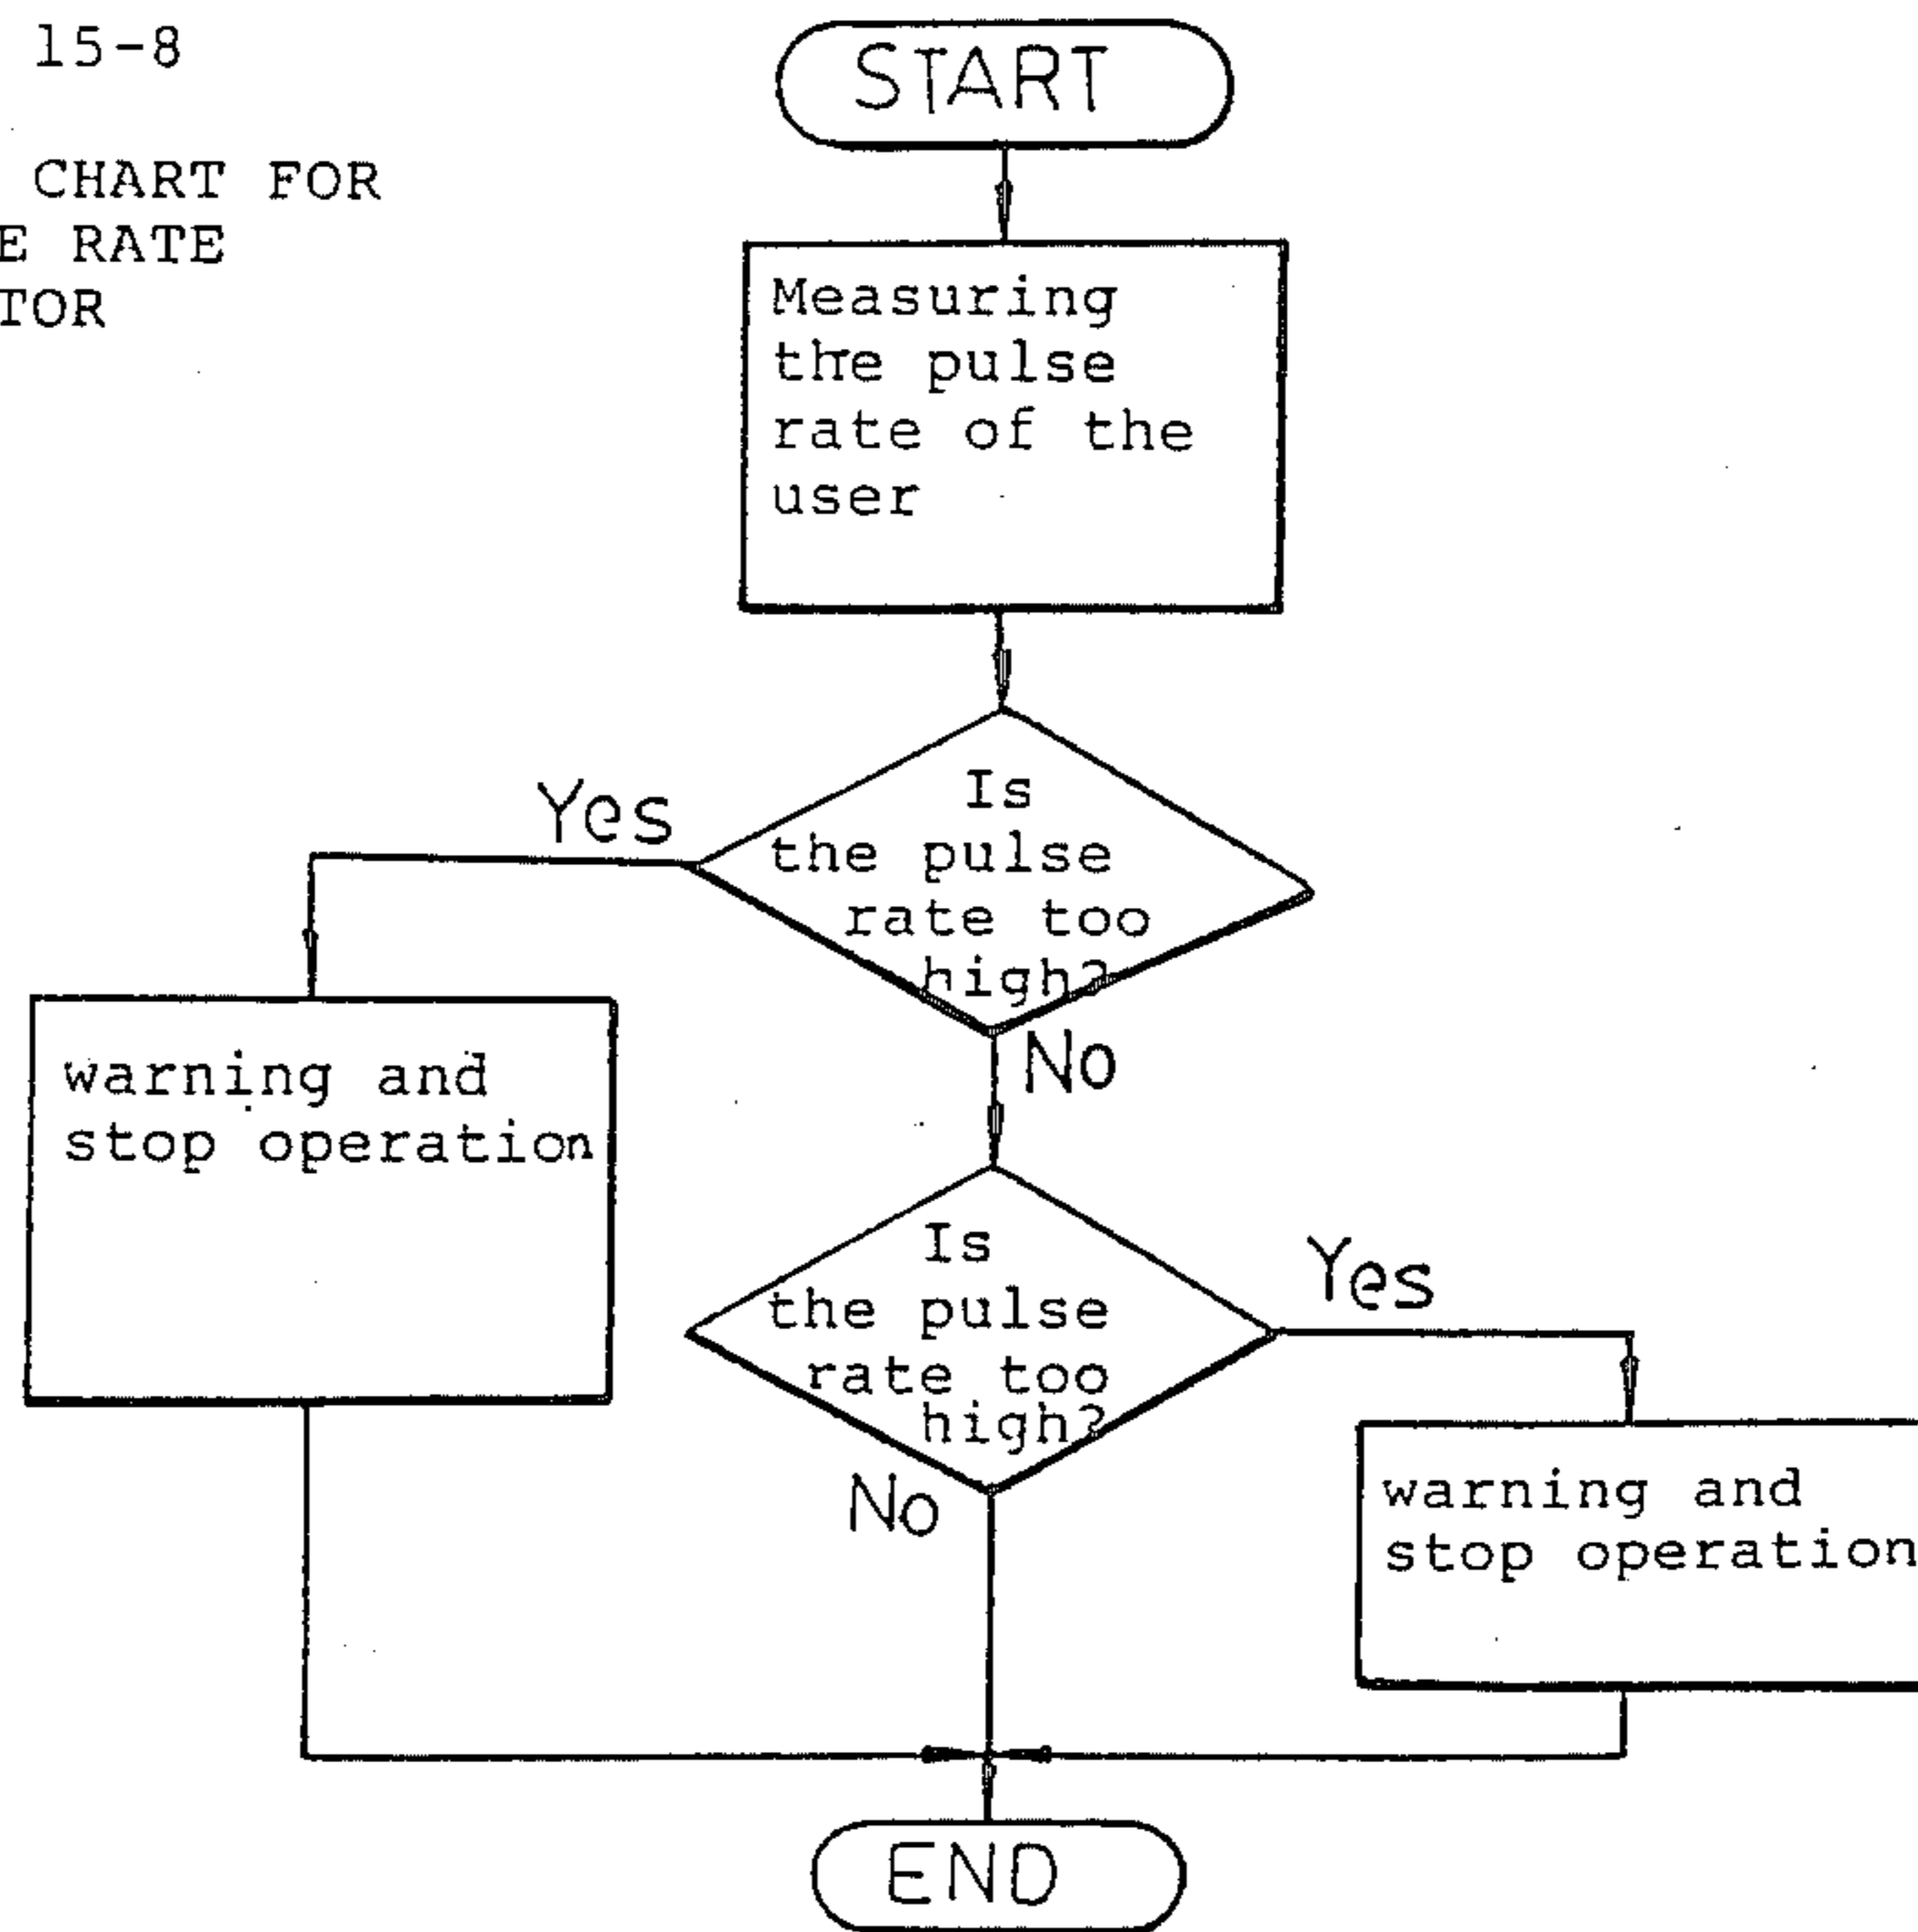 15-8
CHART FOR
RATE
START
Measuring
the pulse
rate of the
user
Is
the pulse
rate too
high?
Yes
No
warning and
stop operation
Is
the pulse
rate too
high?
Yes
No
warning and
stop operation
END